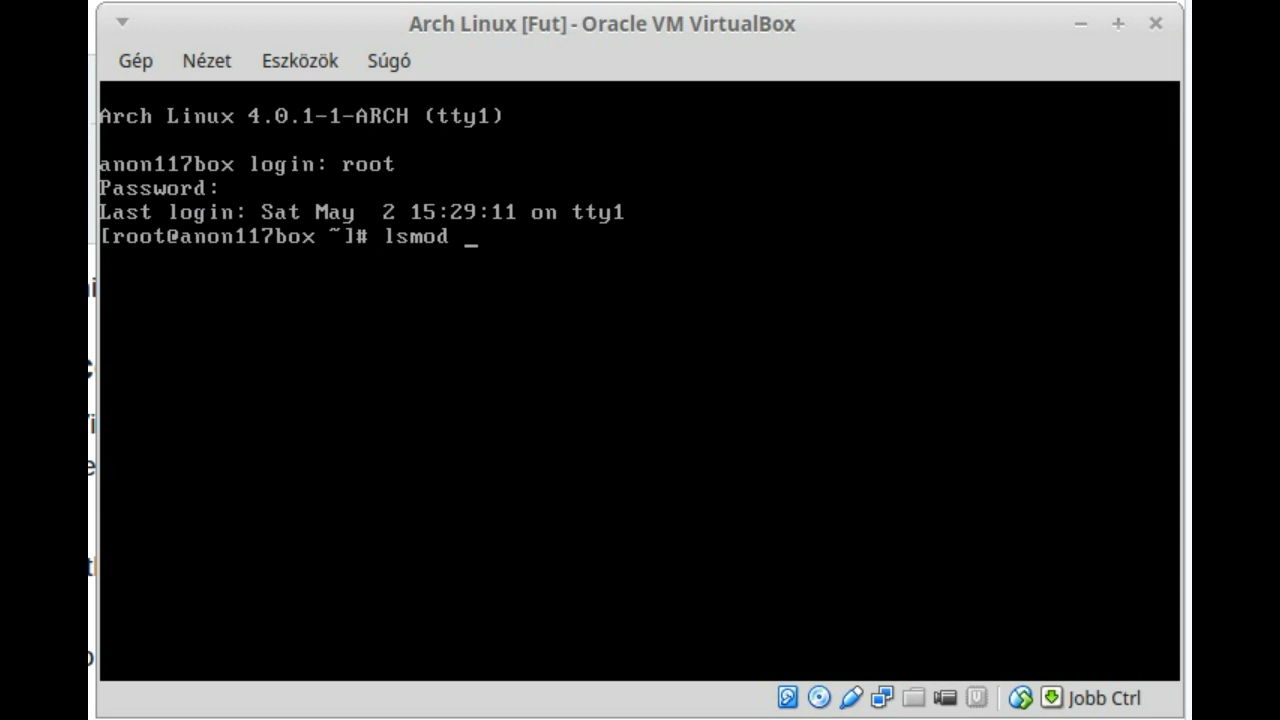 Arch Linux [Fut] - Oracle VM VirtualBox
Gép Nézet Eszközök Súgó
Arch Linux 4.0.1-1-ARCH (tty1)
anon117box login: root
Password:
Last login: Sat May  2 15:29:11 on tty1
[root@anon117box ~]# lsmod _
Jobb Ctrl